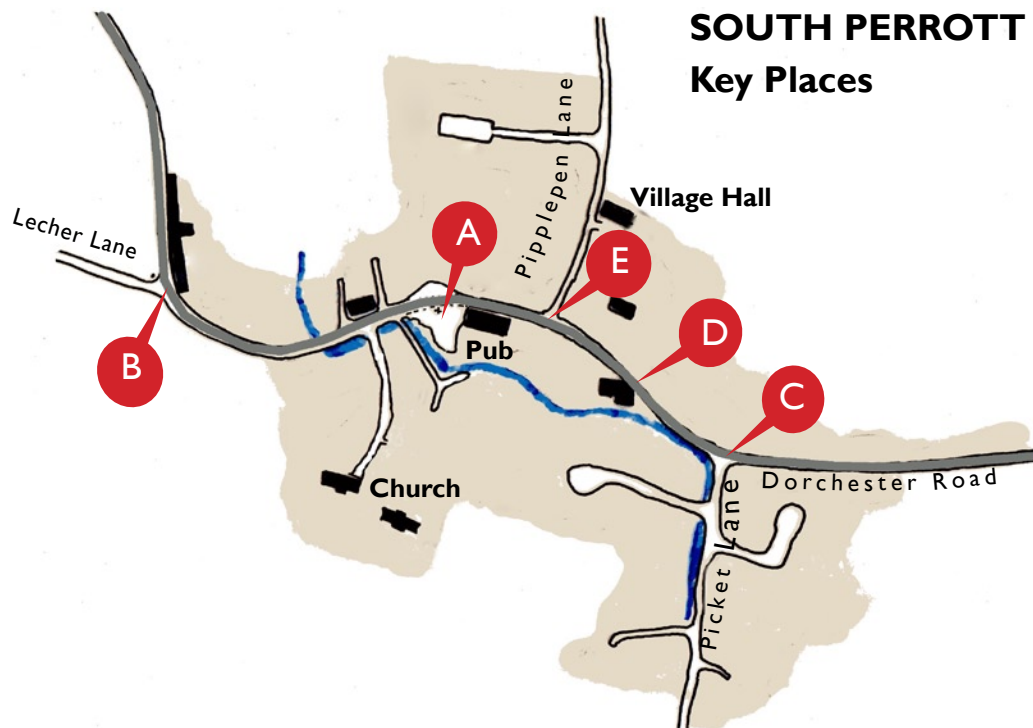 SOUTH PERROTT
Key Places
Pipplepen Lane
Village Hall
Lecher Lane
A
E
B
Pub
D
C
Church
Dorchester Road
Picket Lane